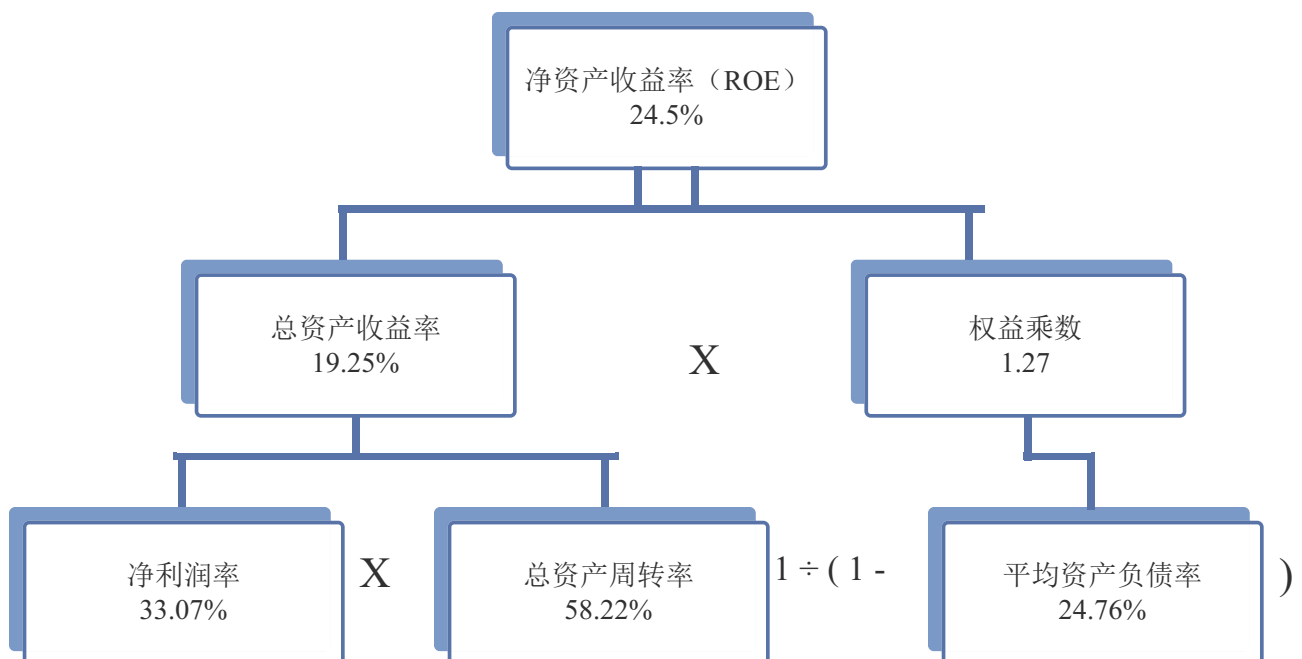 净资产收益率（ROE）
24.5%
总资产收益率
19.25%
X
权益乘数
1.27
净利润率
33.07%
X
总资产周转率
58.22%
1 ÷ ( 1 -
平均资产负债率
24.76%
)